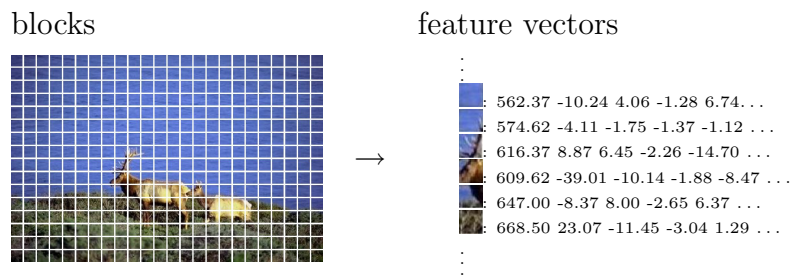 blocks
feature vectors
→
: 562.37 -10.24 4.06 -1.28 6.74...
: 574.62 -4.11 -1.75 -1.37 -1.12 ...
: 616.37 8.87 6.45 -2.26 -14.70 ...
: 609.62 -39.01 -10.14 -1.88 -8.47 ...
: 647.00 -8.37 8.00 -2.65 6.37 ...
: 668.50 23.07 -11.45 -3.04 1.29 ...